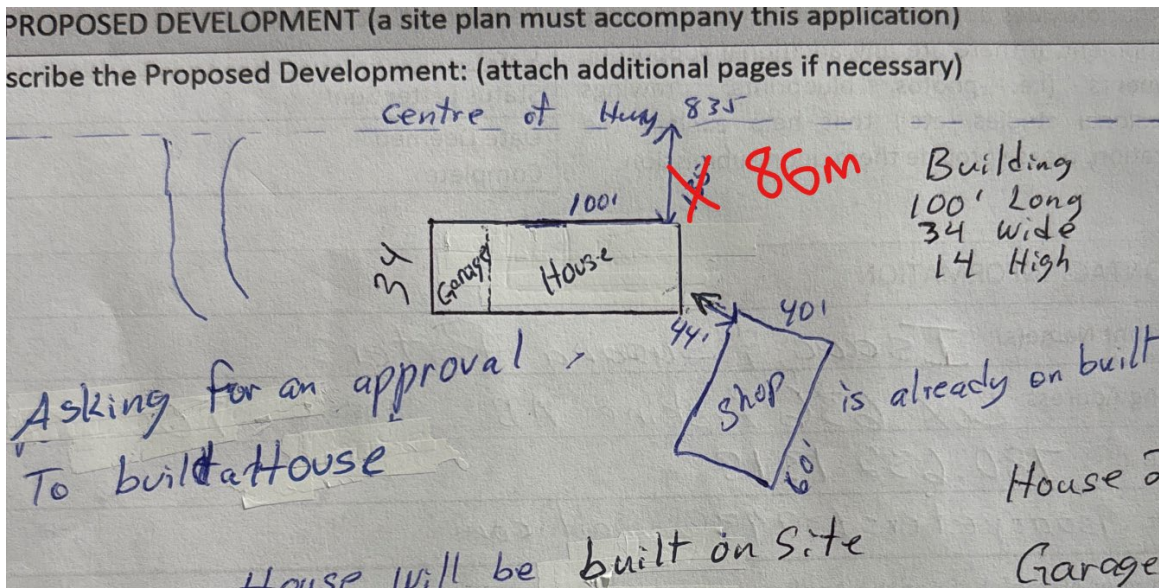 PROPOSED DEVELOPMENT (a site plan must accompany this application)
scribe the Proposed Development: (attach additional pages if necessary)
Centre of Hwy 835
86m
Building
100' Long
34 wide
14 High
100'
34
Garage
House
44'
40'
Shop
60'
is already on built
Asking for an approval
To build a House
House
House will be built on Site
Garage